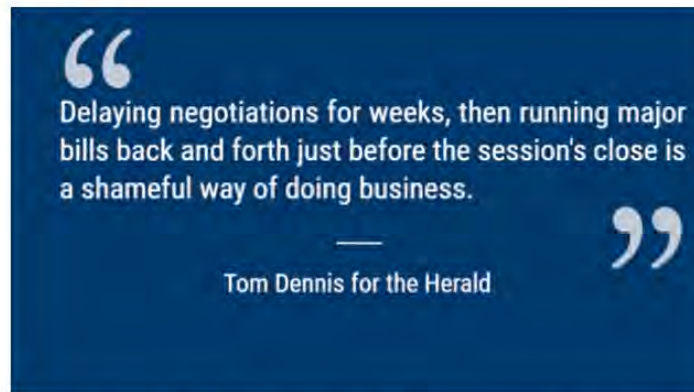 “
Delaying negotiations for weeks, then running major
bills back and forth just before the session's close is
a shameful way of doing business.
”
Tom Dennis for the Herald